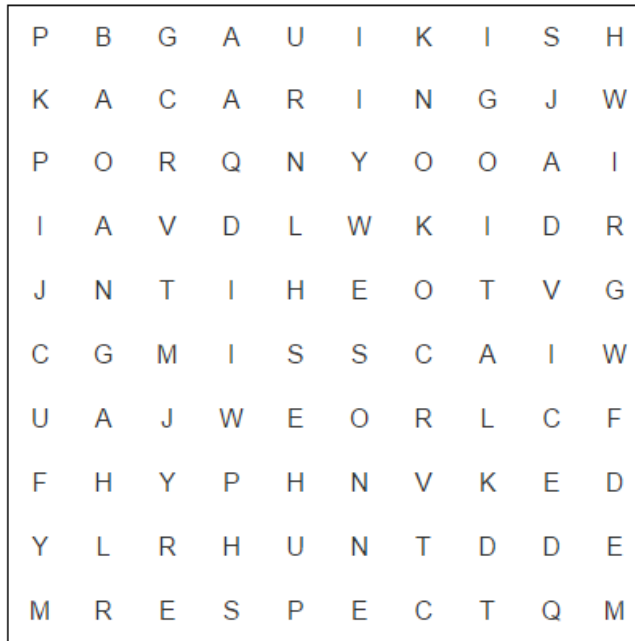 P B G A U I K I S H
K A C A R I N G J W
P O R Q N Y O O A I
I A V D L W K I D R
J N T I H E O T V G
C G M I S S C A I W
U A J W E O R L C F
F H Y P H N V K E D
Y L R H U N T D D E
M R E S P E C T Q M